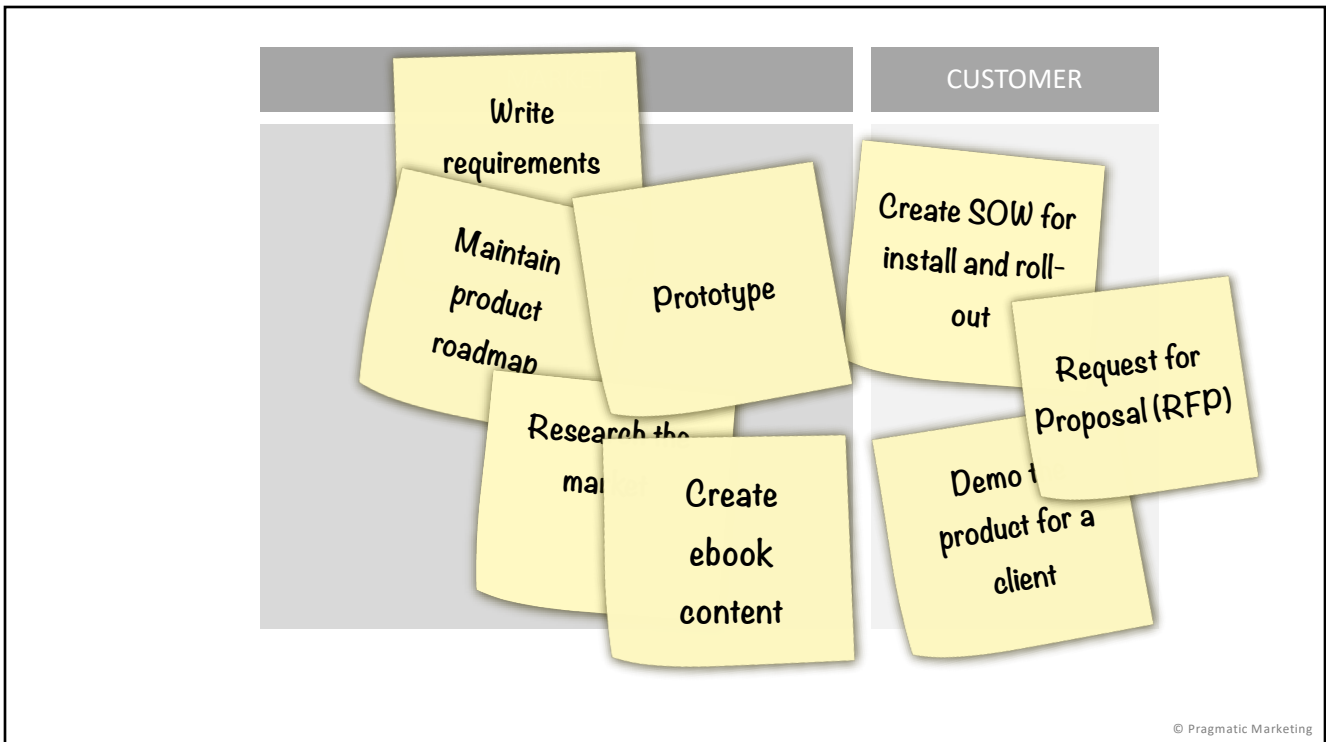 CUSTOMER
Write
requirements
Maintain
product
roadmap
Prototype
Research the
Create
ebook
content
Create SOW for
install and roll-
out
Request for
Proposal (RFP)
Demo
product for a
client
© Pragmatic Marketing